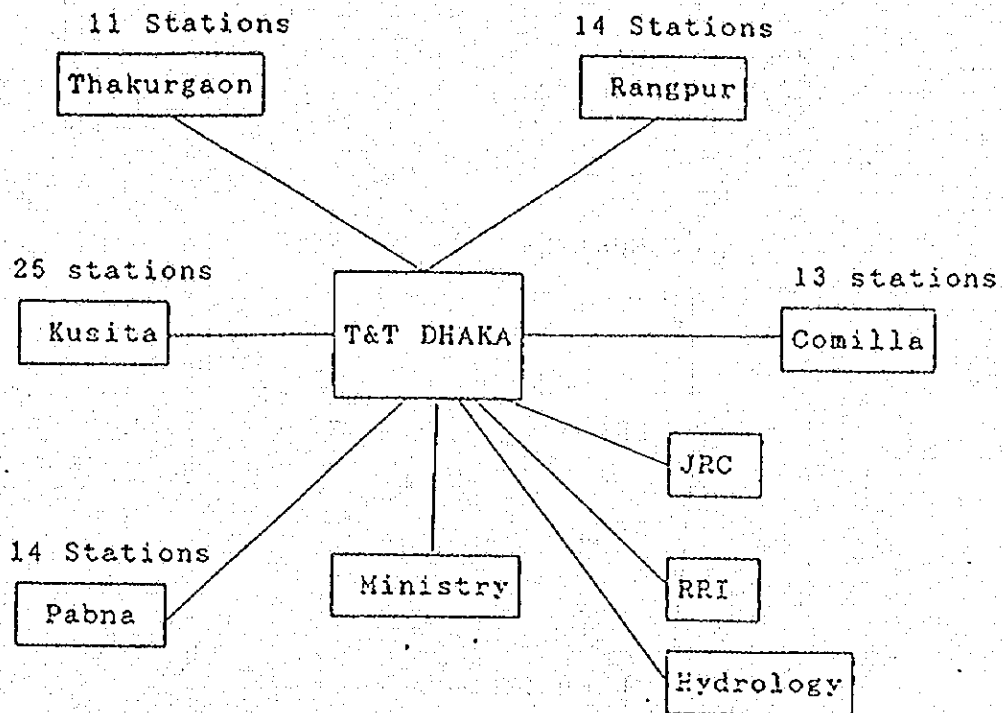 11 Stations
14 Stations
Thakurgaon
Rangpur
25 stations
13 stations
Kusita
T&T DHAKA
Comilla
JRC
14 Stations
Ministry
RRI
Pabna
Hydrology